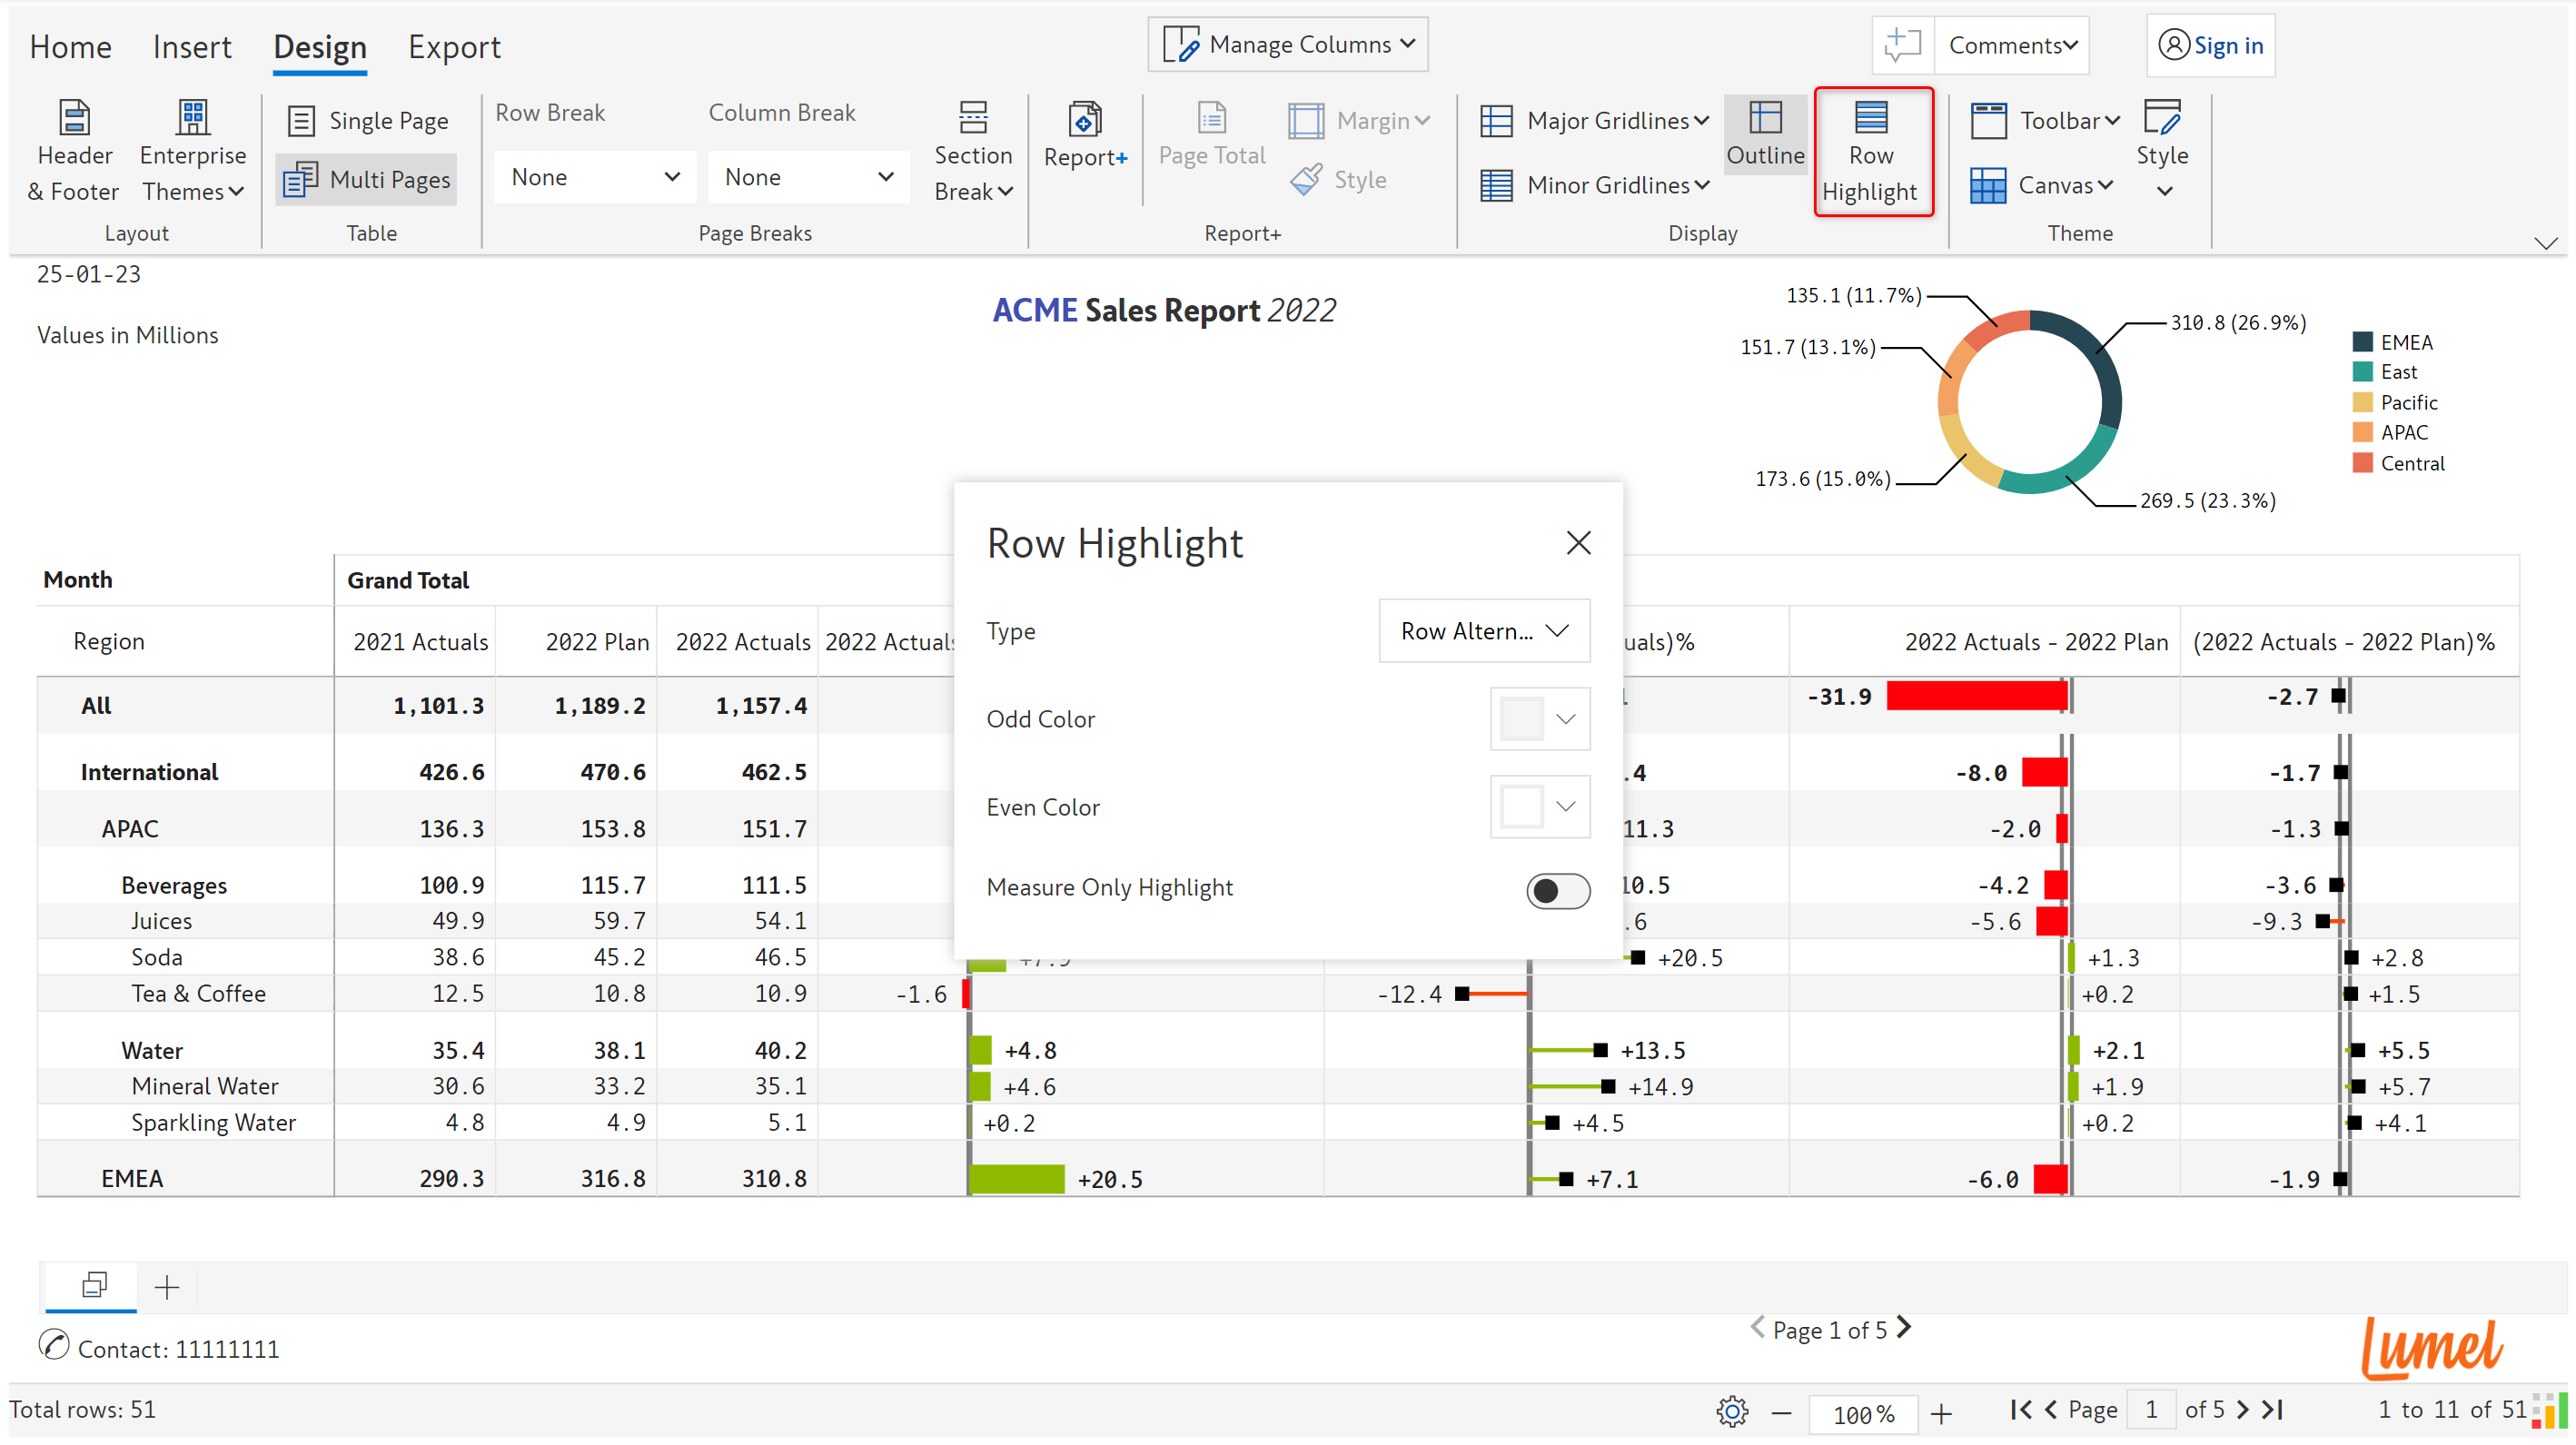 Home Insert Design Export Manage Columns Comments Sign in
Header & Footer Enterprise Themes Single Page Multi Pages Row Break None Column Break None Section Break Report+ Page Total Margin Style Major Gridlines Minor Gridlines Outline Row Highlight Toolbar Canvas Style
Layout Table Page Breaks Report+ Display Theme
25-01-23
Values in Millions
ACME Sales Report 2022
135.1 (11.7%)
310.8 (26.9%)
151.7 (13.1%)
173.6 (15.0%)
269.5 (23.3%)
EMEA
East
Pacific
APAC
Central
Row Highlight
Type Row Altern...
Odd Color
Even Color
Measure Only Highlight
Month Grand Total
Region 2021 Actuals 2022 Plan 2022 Actuals 2022 Actuals uals)% 2022 Actuals - 2022 Plan (2022 Actuals - 2022 Plan)%
All 1,101.3 1,189.2 1,157.4 -31.9 -2.7
International 426.6 470.6 462.5 .4 -8.0 -1.7
APAC 136.3 153.8 151.7 11.3 -2.0 -1.3
Beverages 100.9 115.7 111.5 10.5 -4.2 -3.6
Juices 49.9 59.7 54.1 .6 -5.6 -9.3
Soda 38.6 45.2 46.5 +7.9 +20.5 +1.3 +2.8
Tea & Coffee 12.5 10.8 10.9 -1.6 -12.4 +0.2 +1.5
Water 35.4 38.1 40.2 +4.8 +13.5 +2.1 +5.5
Mineral Water 30.6 33.2 35.1 +4.6 +14.9 +1.9 +5.7
Sparkling Water 4.8 4.9 5.1 +0.2 +4.5 +0.2 +4.1
EMEA 290.3 316.8 310.8 +20.5 +7.1 -6.0 -1.9
Page 1 of 5
Contact: 11111111
Lumel
Total rows: 51 100% Page 1 of 5 1 to 11 of 51